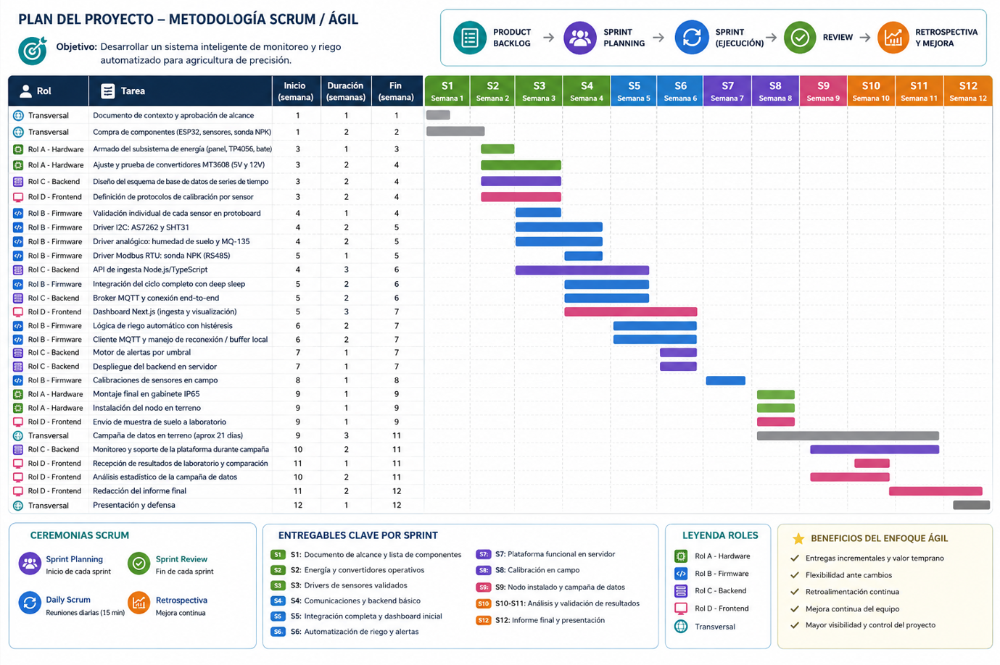 PLAN DEL PROYECTO – METODOLOGÍA SCRUM / ÁGIL
Objetivo: Desarrollar un sistema inteligente de monitoreo y riego
automatizado para agricultura de precisión.
PRODUCT
BACKLOG
SPRINT
PLANNING
SPRINT
(EJECUCIÓN)
REVIEW
RETROSPECTIVA
Y MEJORA
Rol Tarea Inicio (semana) Duración (semanas) Fin (semana) S1 S2 S3 S4 S5 S6 S7 S8 S9 S10 S11 S12
Semana 1 Semana 2 Semana 3 Semana 4 Semana 5 Semana 6 Semana 7 Semana 8 Semana 9 Semana 10 Semana 11 Semana 12
Transversal Documento de contexto y aprobación de alcance 1 1 1
Transversal Compra de componentes (ESP32, sensores, sonda NPK) 1 2 2
Rol A - Hardware Armado del subsistema de energía (panel, TP4056, bate) 3 1 3
Rol A - Hardware Ajuste y prueba de convertidores MT3608 (5V y 12V) 3 2 4
Rol C - Backend Diseño del esquema de base de datos de series de tiempo 3 2 4
Rol D - Frontend Definición de protocolos de calibración por sensor 3 2 4
Rol B - Firmware Validación individual de cada sensor en protoboard 4 1 4
Rol B - Firmware Driver I2C: AS7262 y SHT31 4 2 5
Rol B - Firmware Driver analógico: humedad de suelo y MQ-135 4 2 5
Rol B - Firmware Driver Modbus RTU: sonda NPK (RS485) 5 1 5
Rol C - Backend API de ingesta Node.js/TypeScript 4 3 6
Rol B - Firmware Integración del ciclo completo con deep sleep 5 2 6
Rol C - Backend Broker MQTT y conexión end-to-end 5 2 6
Rol D - Frontend Dashboard Next.js (ingesta y visualización) 5 3 7
Rol B - Firmware Lógica de riego automático con histéresis 6 2 7
Rol B - Firmware Cliente MQTT y manejo de reconexión / buffer local 6 2 7
Rol C - Backend Motor de alertas por umbral 7 1 7
Rol C - Backend Despliegue del backend en servidor 7 1 7
Rol B - Firmware Calibraciones de sensores en campo 8 1 8
Rol A - Hardware Montaje final en gabinete IP65 9 1 9
Rol A - Hardware Instalación del nodo en terreno 9 1 9
Rol D - Frontend Envío de muestra de suelo a laboratorio 9 1 9
Transversal Campaña de datos en terreno (aprox 21 dias) 9 3 11
Rol C - Backend Monitoreo y soporte de la plataforma durante campaña 10 2 11
Rol D - Frontend Recepción de resultados de laboratorio y comparación 11 1 11
Rol D - Frontend Análisis estadístico de la campaña de datos 10 2 11
Rol D - Frontend Redacción del informe final 11 2 12
Transversal Presentación y defensa 12 1 12
CEREMONIAS SCRUM
Sprint Planning
Inicio de cada sprint
Sprint Review
Fin de cada sprint
Daily Scrum
Reuniones diarias (15 min)
Retrospectiva
Mejora continua
ENTREGABLES CLAVE POR SPRINT
S1 S1: Documento de alcance y lista de componentes
S2 S2: Energía y convertidores operativos
S3 S3: Drivers de sensores validados
S4 S4: Comunicaciones y backend básico
S5 S5: Integración completa y dashboard inicial
S6 S6: Automatización de riego y alertas
S7: S7: Plataforma funcional en servidor
S8: S8: Calibración en campo
S9: S9: Nodo instalado y campaña de datos
S10 S10-S11: Análisis y validación de resultados
S12 S12: Informe final y presentación
LEYENDA ROLES
Rol A - Hardware
Rol B - Firmware
Rol C - Backend
Rol D - Frontend
Transversal
BENEFICIOS DEL ENFOQUE ÁGIL
Entregas incrementales y valor temprano
Flexibilidad ante cambios
Retroalimentación continua
Mejora continua del equipo
Mayor visibilidad y control del proyecto